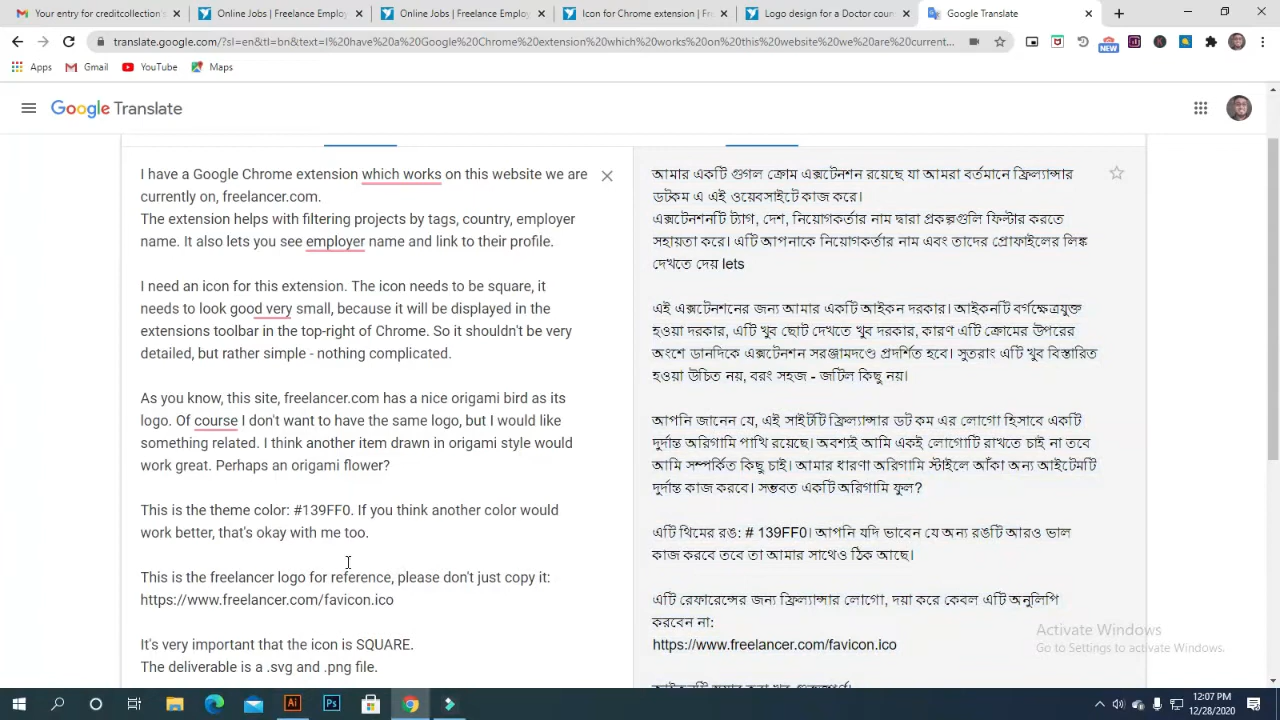 Your entry for creditcollection's
Online Jobs | Freelance Employ
Online Jobs | Freelance Employ
Icon for Chrome extension | Fr
Logo design for a Doctor coun
Google Translate
translate.google.com/?sl=en&tl=bn&text=I%20have%20a%20Google%20Chrome%20extension%20which%20works%20on%20this%20website%20we%20are%20current...
NEW
Apps
Gmail
YouTube
Maps
Google Translate
I have a Google Chrome extension which works on this website we are
currently on, freelancer.com.
The extension helps with filtering projects by tags, country, employer
name. It also lets you see employer name and link to their profile.
I need an icon for this extension. The icon needs to be square, it
needs to look good very small, because it will be displayed in the
extensions toolbar in the top-right of Chrome. So it shouldn't be very
detailed, but rather simple - nothing complicated.
As you know, this site, freelancer.com has a nice origami bird as its
logo. Of course I don't want to have the same logo, but I would like
something related. I think another item drawn in origami style would
work great. Perhaps an origami flower?
This is the theme color: #139FF0. If you think another color would
work better, that's okay with me too.
This is the freelancer logo for reference, please don't just copy it:
https://www.freelancer.com/favicon.ico
It's very important that the icon is SQUARE.
The deliverable is a .svg and .png file.
আমার একটি গুগল ক্রোম এক্সটেনশন রয়েছে যা আমরা বর্তমানে ফ্রিল্যান্সার
ডটকম এ এই ওয়েবসাইটে কাজ করে।
এক্সটেনশনটি ট্যাগ, দেশ, নিয়োগকর্তার নাম দ্বারা প্রকল্পগুলি ফিল্টার করতে
সহায়তা করে। এটি আপনাকে নিয়োগকর্তার নাম এবং তাদের প্রোফাইলের লিঙ্ক
দেখতে দেয় lets
এই এক্সটেনশনের জন্য আমার একটি আইকন দরকার। আইকনটি বর্গক্ষেত্রযুক্ত
হওয়া দরকার, এটি খুব ছোট দেখতে খুব দরকার, কারণ এটি ক্রোমের উপরের
অংশে ডানদিকে এক্সটেনশন সরঞ্জামদণ্ডে প্রদর্শিত হবে। সুতরাং এটি খুব বিস্তারিত
হওয়া উচিত নয়, বরং সহজ - জটিল কিছু নয়।
আপনি জানেন যে, এই সাইটটি ফ্রিল্যান্সার ডট কম এর লোগো হিসাবে একটি
দুর্দান্ত অরিগামি পাখি রয়েছে। অবশ্যই আমি একই লোগোটি রাখতে চাই না তবে
আমি সম্পর্কিত কিছু চাই। আমার ধারণা অরিগামি স্টাইলে আঁকা অন্য আইটেমটি
দুর্দান্ত কাজ করবে। সম্ভবত একটি অরিগামি ফুল?
এটি থিমের রঙ: # 139FF0। আপনি যদি ভাবেন যে অন্য রঙটি আরও ভাল
কাজ করবে তবে তা আমার সাথেও ঠিক আছে।
এটি রেফারেন্সের জন্য ফ্রিল্যান্সার লোগো, দয়া করে কেবল এটি অনুলিপি
করবেন না:
https://www.freelancer.com/favicon.ico
Activate Windows
Go to Settings to activate Windows.
Ai
Ps
12:07 PM
12/28/2020